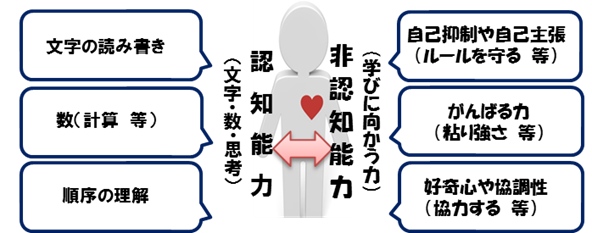 文字の読み書き
数(計算 等)
順序の理解
認知能力
(文字・数・思考)
非認知能力
(学びに向かう力)
自己抑制や自己主張
(ルールを守る 等)
がんばる力
(粘り強さ 等)
好奇心や協調性
(協力する 等)